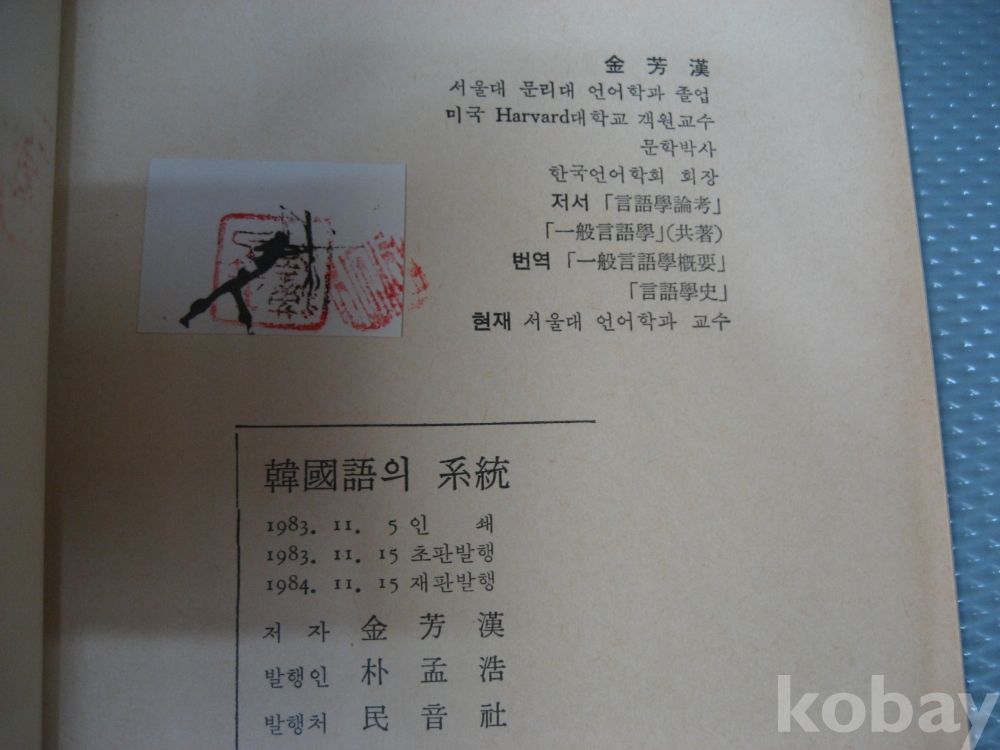 金芳漢
서울대 문리대 언어학과 졸업
미국 Harvard대학교 객원교수
문학박사
한국언어학회 회장
저서 「言語學論考」
「一般言語學」(共著)
번역 「一般言語學槪要」
「言語學史」
현재 서울대 언어학과 교수
韓國語의 系統
1983. 11. 5 인 쇄
1983. 11. 15 초판발행
1984. 11. 15 재판발행
저 자 金 芳 漢
발행인 朴 孟 浩
발행처 民 音 社
kobay